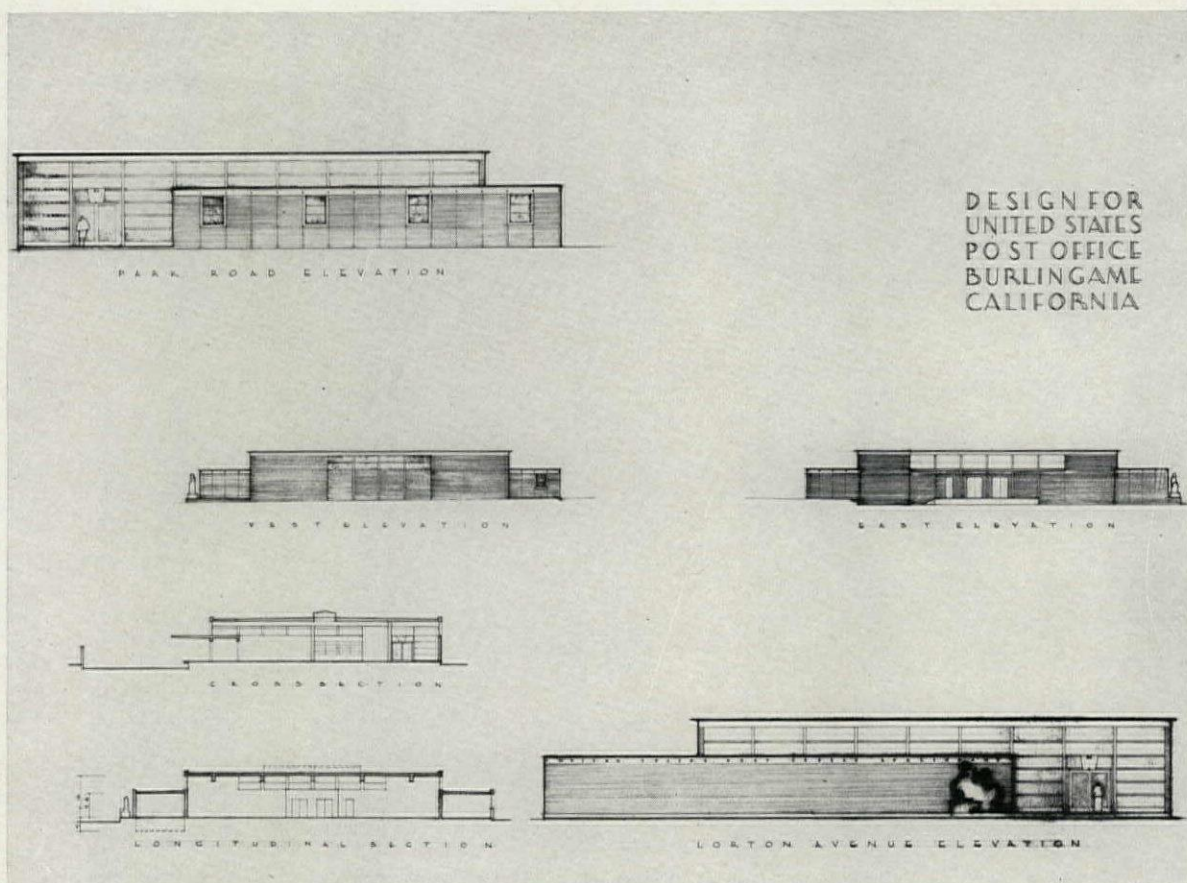 DESIGN FOR
UNITED STATES
POST OFFICE
BURLINGAME
CALIFORNIA
PARK ROAD ELEVATION
WEST ELEVATION
EAST ELEVATION
CROSS SECTION
LONGITUDINAL SECTION
LORTON AVENUE ELEVATION